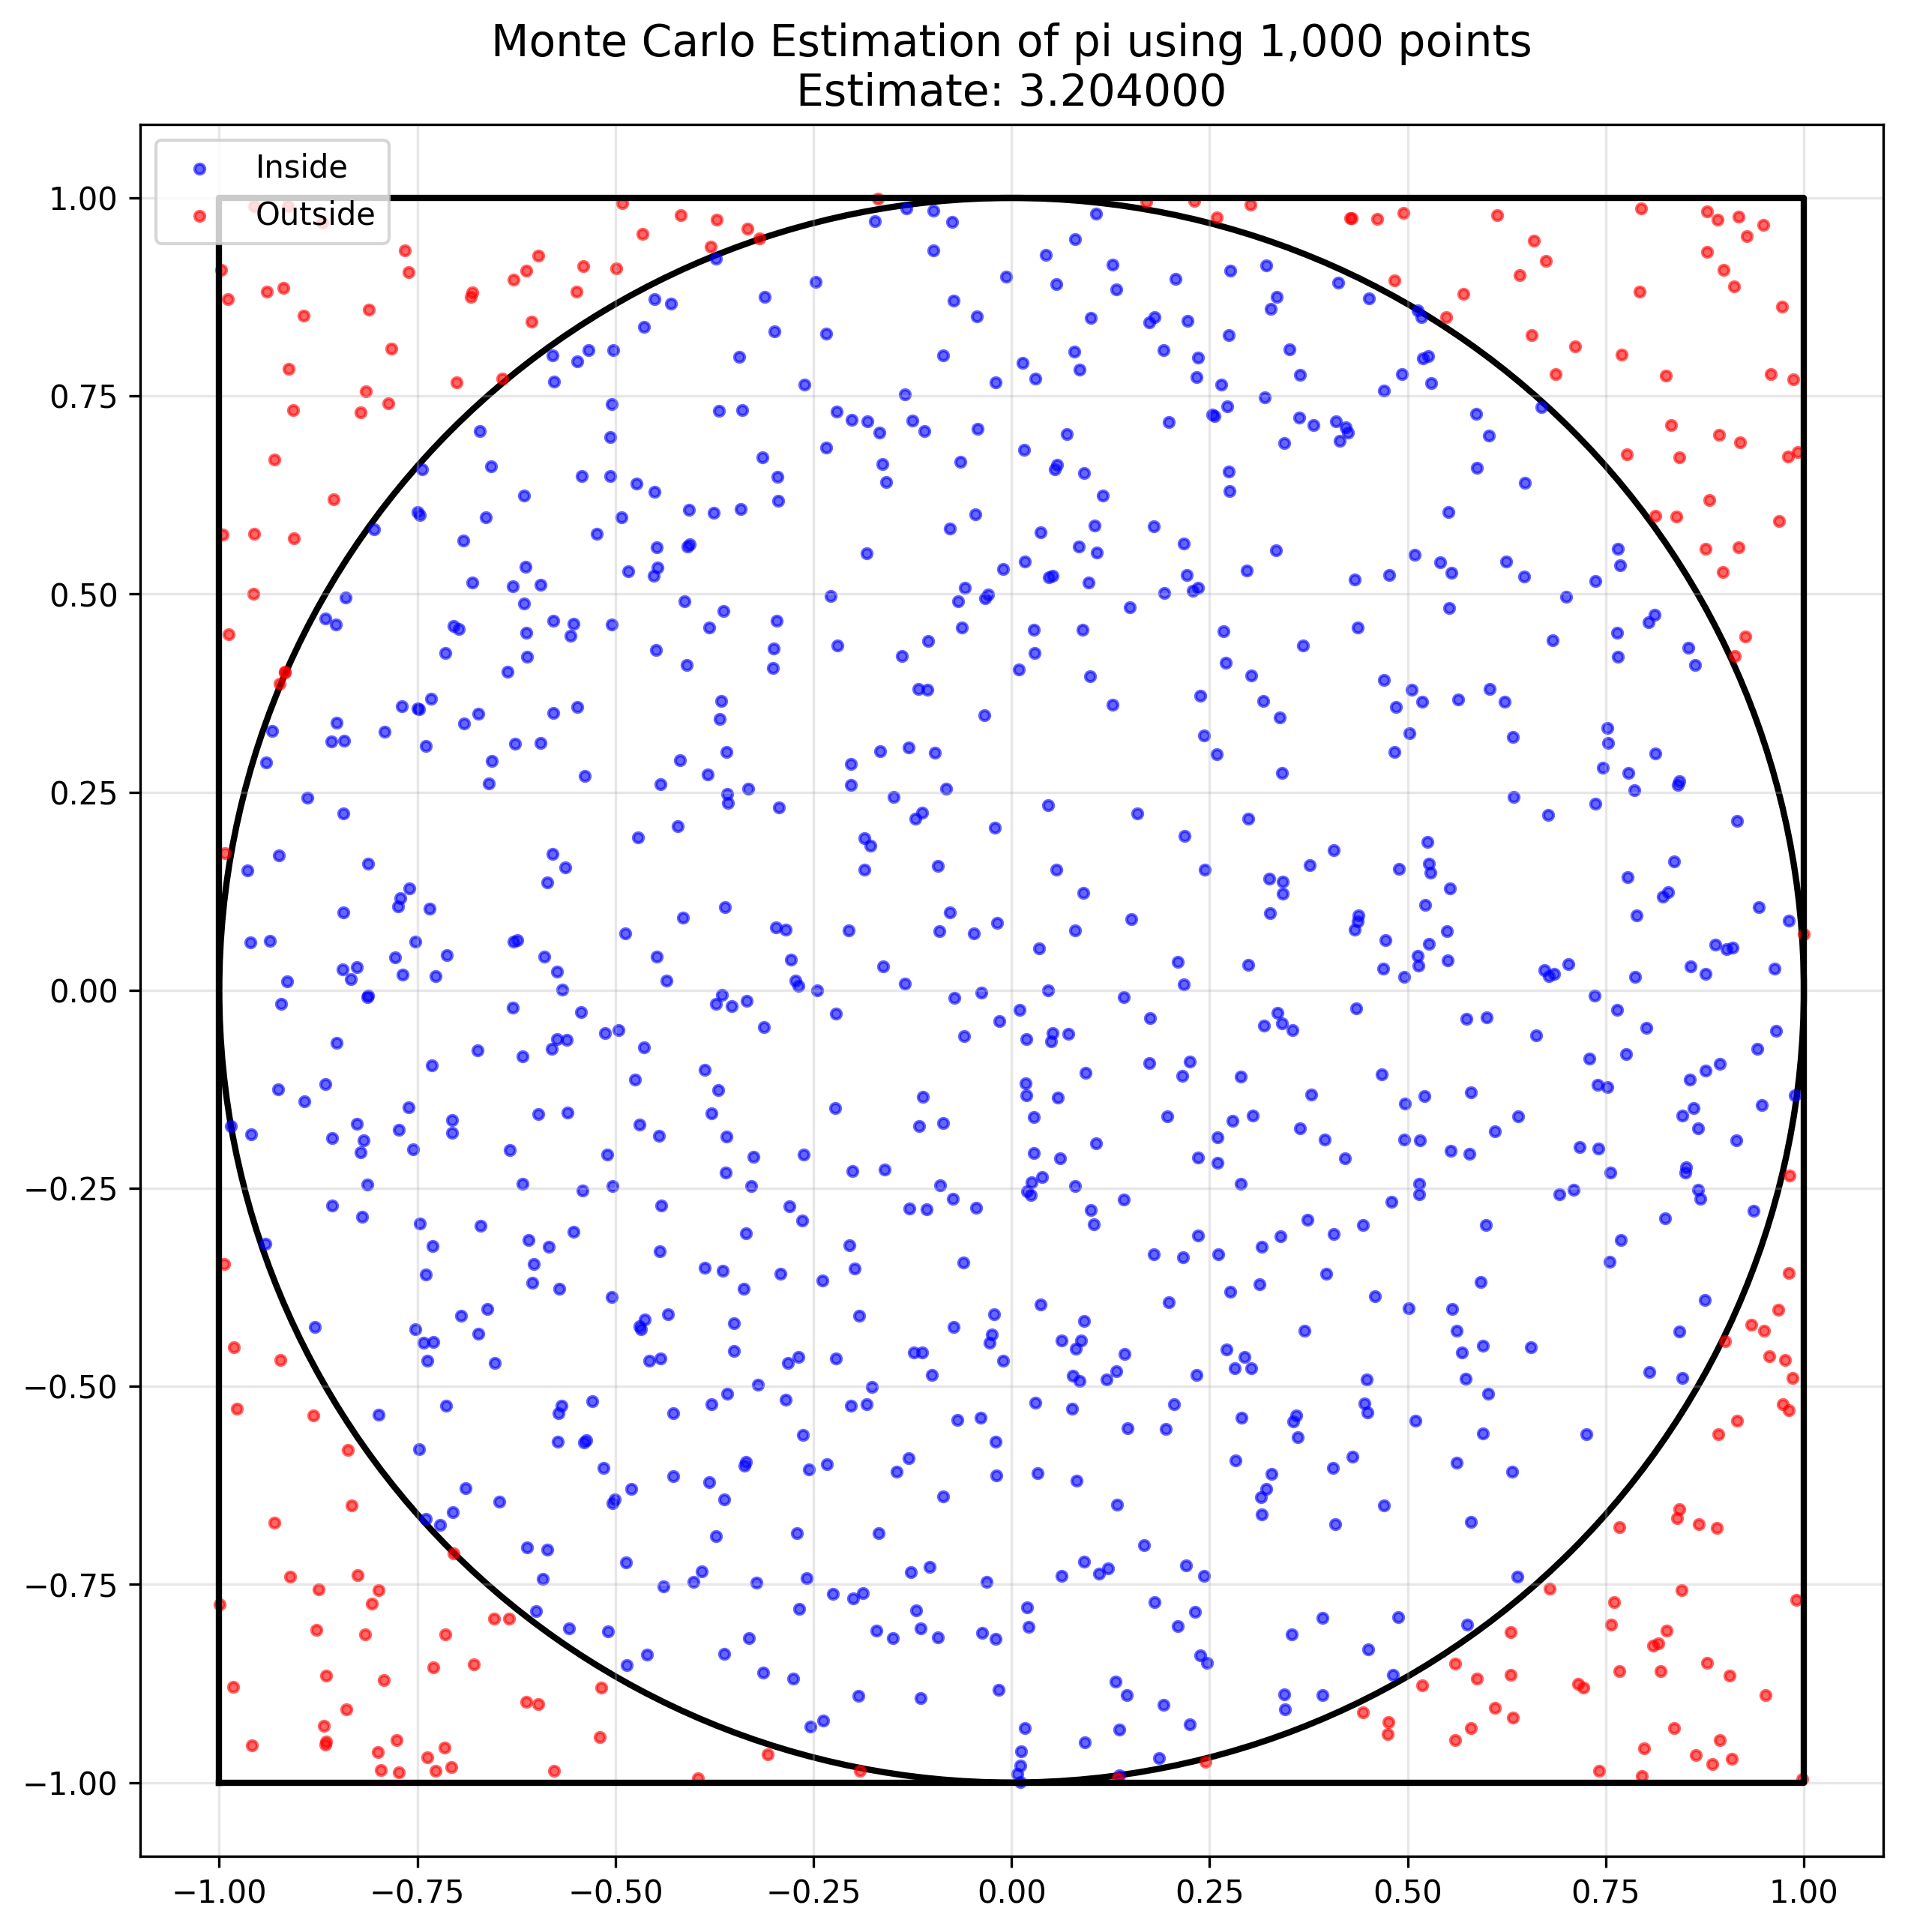 Monte Carlo Estimation of pi using 1,000 points
Estimate: 3.204000
Inside
Outside
1.00
0.75
0.50
0.25
0.00
−0.25
−0.50
−0.75
−1.00
−1.00 −0.75 −0.50 −0.25 0.00 0.25 0.50 0.75 1.00